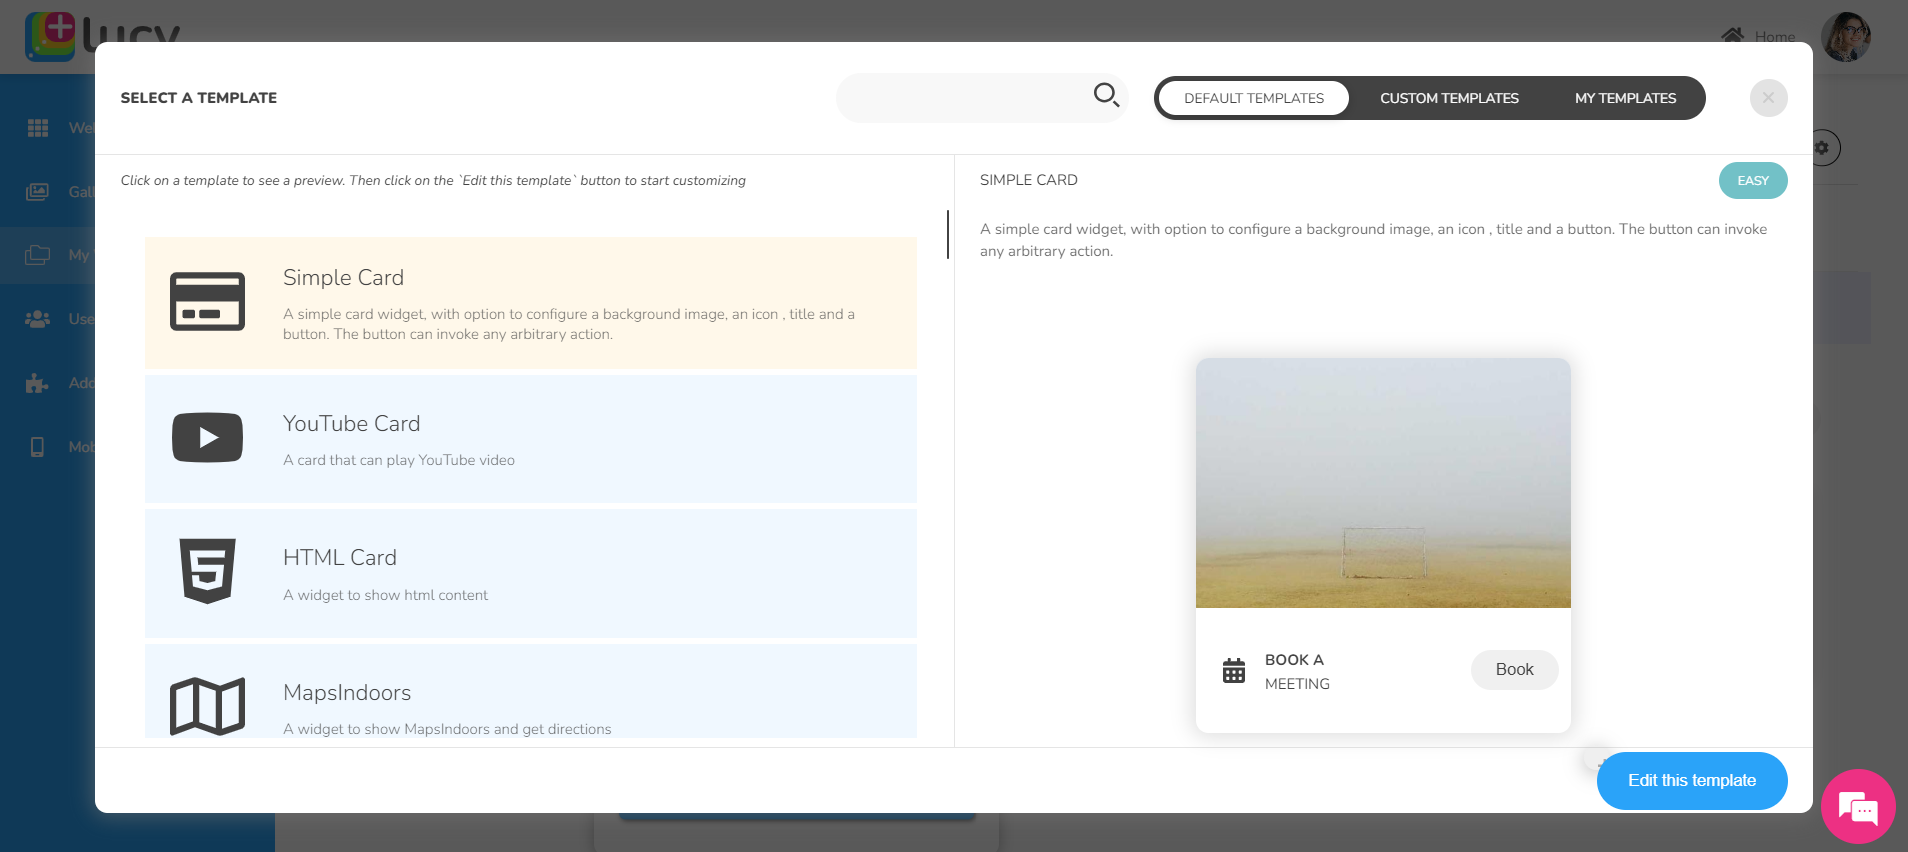 lucy
Home
SELECT A TEMPLATE
DEFAULT TEMPLATES
CUSTOM TEMPLATES
MY TEMPLATES
Click on a template to see a preview. Then click on the `Edit this template` button to start customizing
Simple Card
A simple card widget, with option to configure a background image, an icon , title and a
button. The button can invoke any arbitrary action.
YouTube Card
A card that can play YouTube video
HTML Card
A widget to show html content
MapsIndoors
A widget to show MapsIndoors and get directions
SIMPLE CARD
EASY
A simple card widget, with option to configure a background image, an icon , title and a button. The button can invoke
any arbitrary action.
BOOK A
MEETING
Book
Edit this template
My